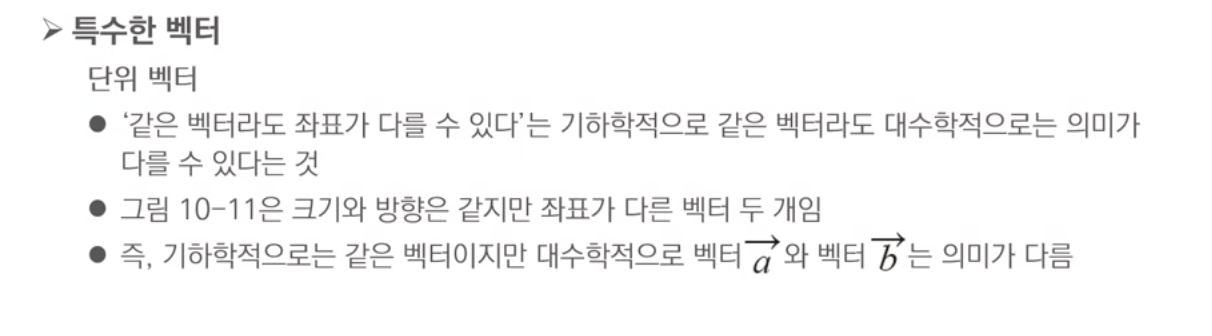 ➢ 특수한 벡터
단위 벡터
● ‘같은 벡터라도 좌표가 다를 수 있다’는 기하학적으로 같은 벡터라도 대수학적으로는 의미가
다를 수 있다는 것
● 그림 10-11은 크기와 방향은 같지만 좌표가 다른 벡터 두 개임
● 즉, 기하학적으로는 같은 벡터이지만 대수학적으로 벡터 $\overrightarrow{a}$ 와 벡터 $\overrightarrow{b}$ 는 의미가 다름